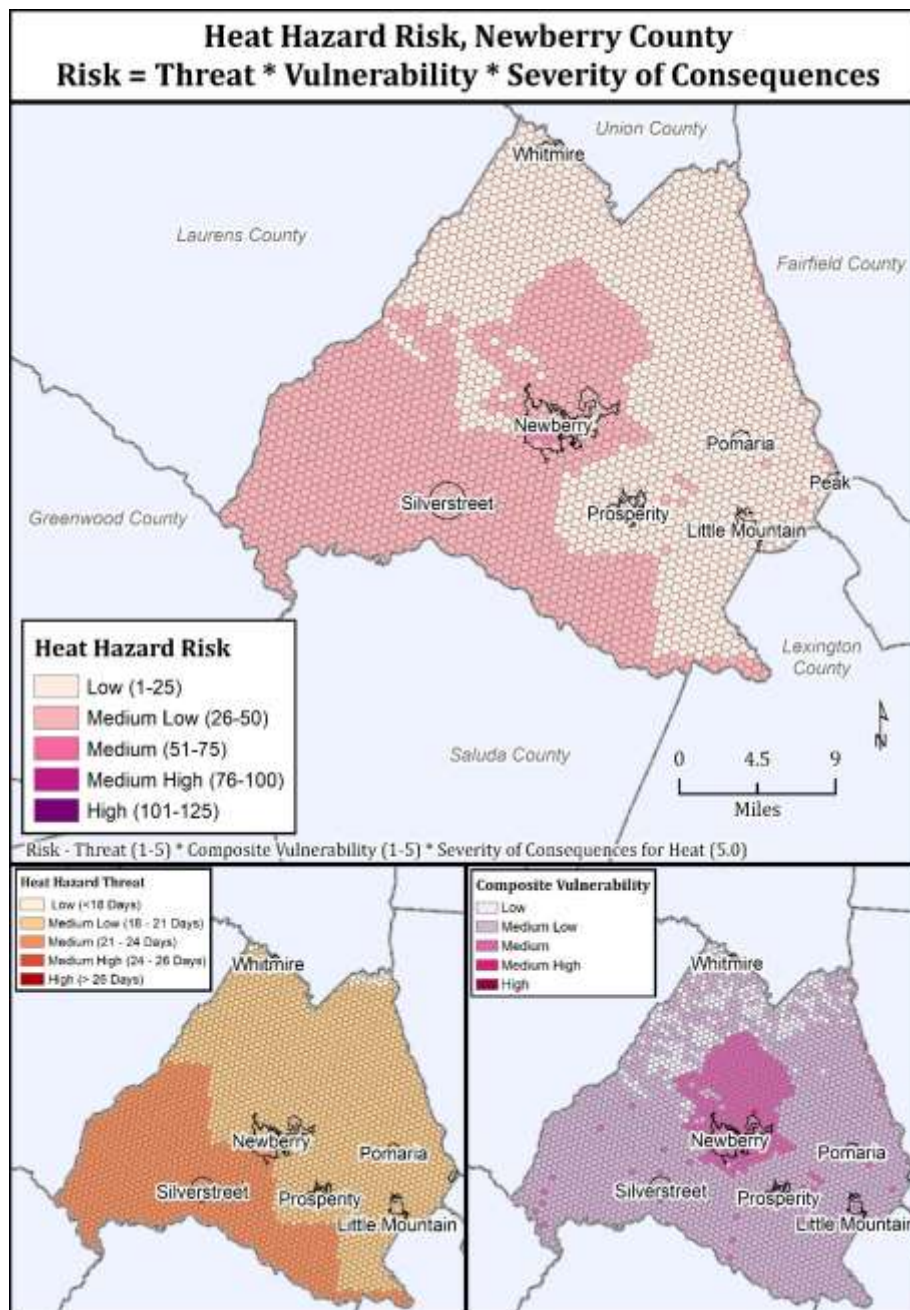 Heat Hazard Risk, Newberry County
Risk = Threat * Vulnerability * Severity of Consequences
Union County
Whitmire
Laurens County
Fairfield County
Newberry
Pomaria
Peak
Silverstreet
Prosperity
Greenwood County
Little Mountain
Heat Hazard Risk
Low (1-25)
Medium Low (26-50)
Medium (51-75)
Medium High (76-100)
High (101-125)
Lexington
County
Saluda County
N
0 4.5 9
Miles
Risk - Threat (1-5) * Composite Vulnerability (1-5) * Severity of Consequences for Heat (5.0)
Heat Hazard Threat
Low (<18 Days)
Medium Low (18 - 21 Days)
Medium (21 - 24 Days)
Medium High (24 - 26 Days)
High (> 26 Days)
Whitmire
Newberry
Pomaria
Silverstreet
Prosperity
Little Mountain
Composite Vulnerability
Low
Medium Low
Medium
Medium High
High
Whitmire
Newberry
Pomaria
Silverstreet
Prosperity
Little Mountain